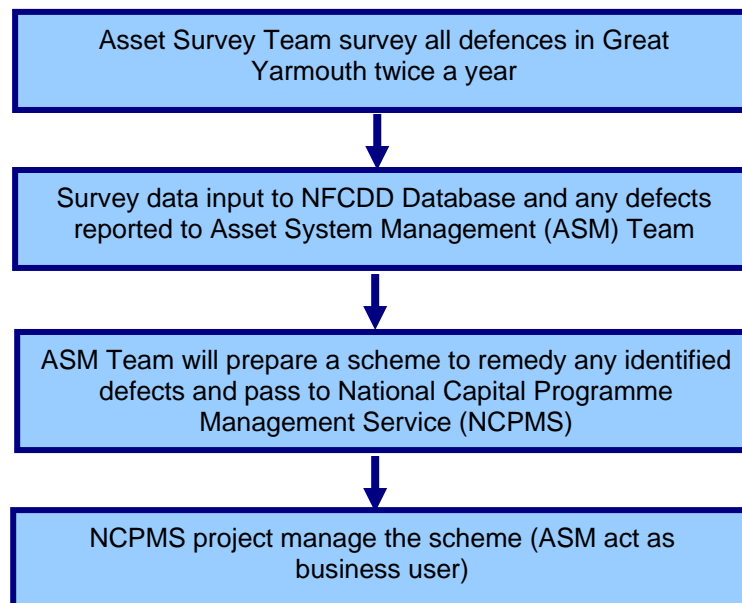 Asset Survey Team survey all defences in Great
Yarmouth twice a year
Survey data input to NFCDD Database and any defects
reported to Asset System Management (ASM) Team
ASM Team will prepare a scheme to remedy any identified
defects and pass to National Capital Programme
Management Service (NCPMS)
NCPMS project manage the scheme (ASM act as
business user)